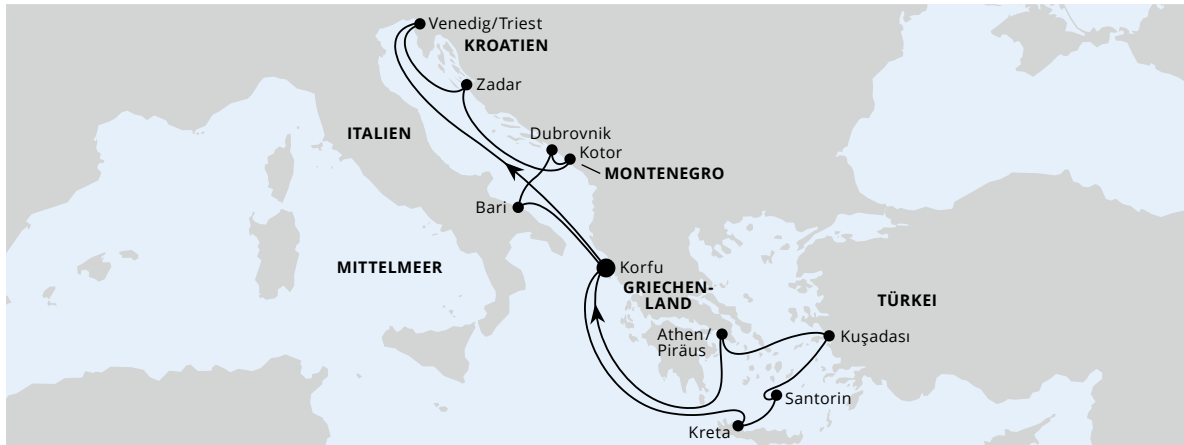 Venedig/Triest
KROATIEN
Zadar
ITALIEN
Dubrovnik
Kotor
MONTENEGRO
Bari
MITTELMEER
Korfu
GRIECHEN-
LAND
TÜRKEI
Athen/
Piräus
Kuşadası
Santorin
Kreta